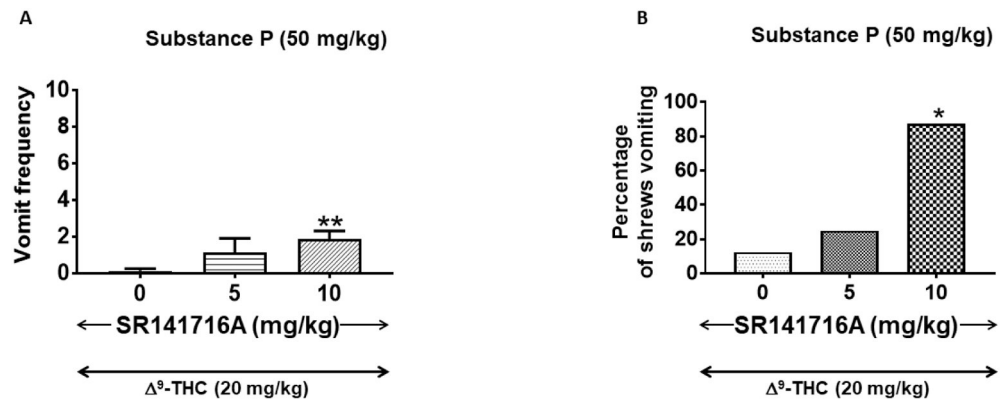 A
Substance P (50 mg/kg)
Vomit frequency
10
8
6
4
2
0
**
0 5 10
SR141716A (mg/kg)
Δ⁹-THC (20 mg/kg)
B
Substance P (50 mg/kg)
Percentage
of shrews vomiting
100
80
60
40
20
0
*
0 5 10
SR141716A (mg/kg)
Δ⁹-THC (20 mg/kg)